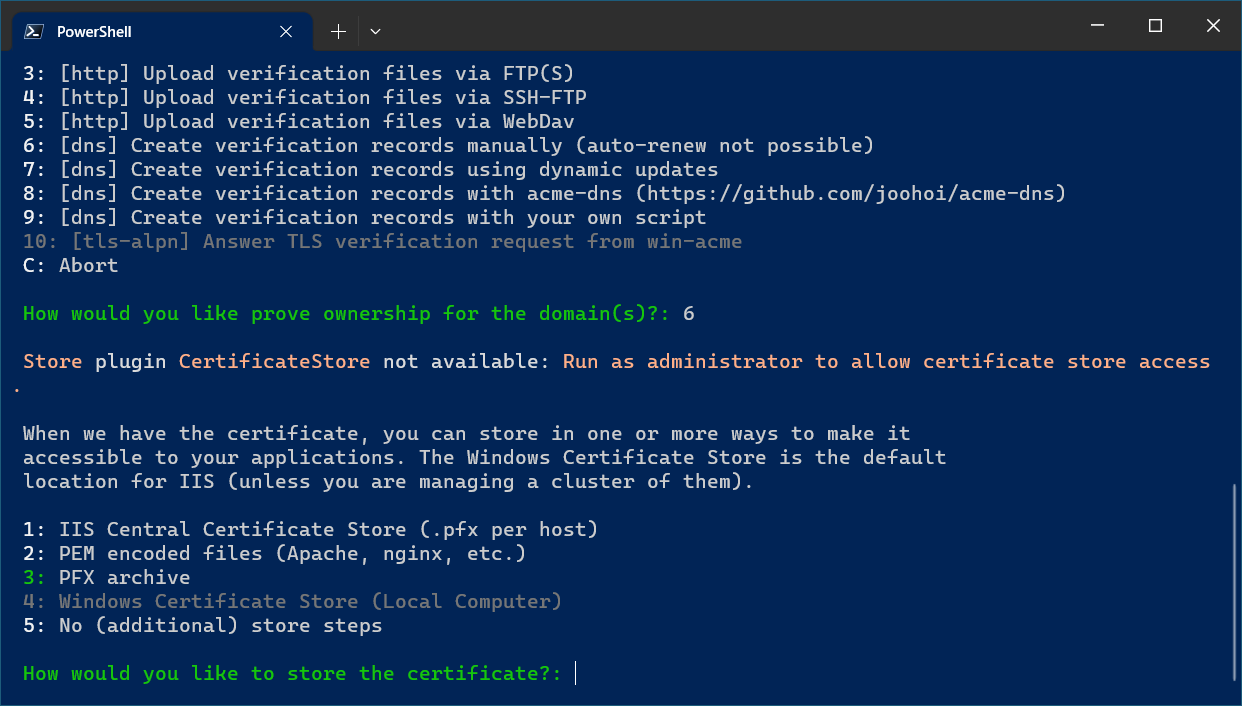 PowerShell
3: [http] Upload verification files via FTP(S)
4: [http] Upload verification files via SSH-FTP
5: [http] Upload verification files via WebDav
6: [dns] Create verification records manually (auto-renew not possible)
7: [dns] Create verification records using dynamic updates
8: [dns] Create verification records with acme-dns (https://github.com/joohoi/acme-dns)
9: [dns] Create verification records with your own script
10: [tls-alpn] Answer TLS verification request from win-acme
C: Abort
How would you like prove ownership for the domain(s)?: 6
Store plugin CertificateStore not available: Run as administrator to allow certificate store access
.
When we have the certificate, you can store in one or more ways to make it
accessible to your applications. The Windows Certificate Store is the default
location for IIS (unless you are managing a cluster of them).
1: IIS Central Certificate Store (.pfx per host)
2: PEM encoded files (Apache, nginx, etc.)
3: PFX archive
4: Windows Certificate Store (Local Computer)
5: No (additional) store steps
How would you like to store the certificate?: